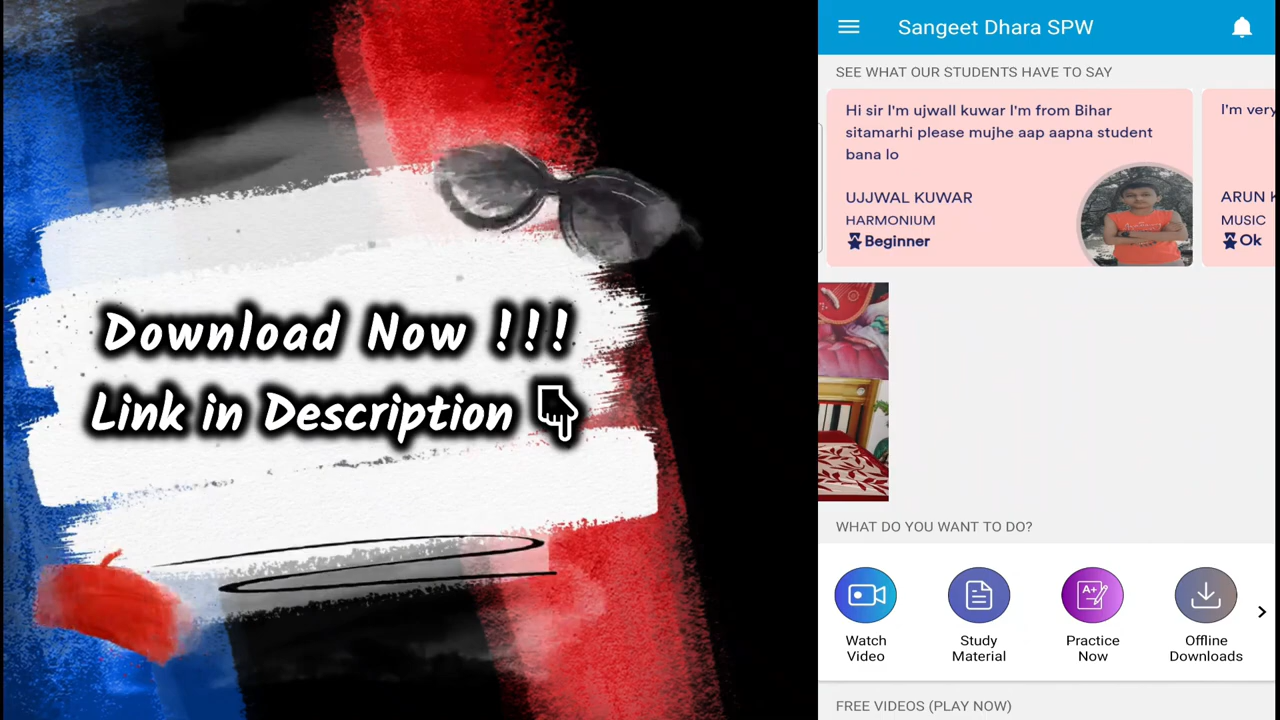 Download Now !!!
Link in Description 👇
Sangeet Dhara SPW
SEE WHAT OUR STUDENTS HAVE TO SAY
Hi sir I'm ujwall kuwar I'm from Bihar
sitamarhi please mujhe aap aapna student
bana lo
UJJWAL KUWAR
HARMONIUM
Beginner
I'm very
ARUN
MUSIC
Ok
WHAT DO YOU WANT TO DO?
A+
Watch
Video
Study
Material
Practice
Now
Offline
Downloads
FREE VIDEOS (PLAY NOW)